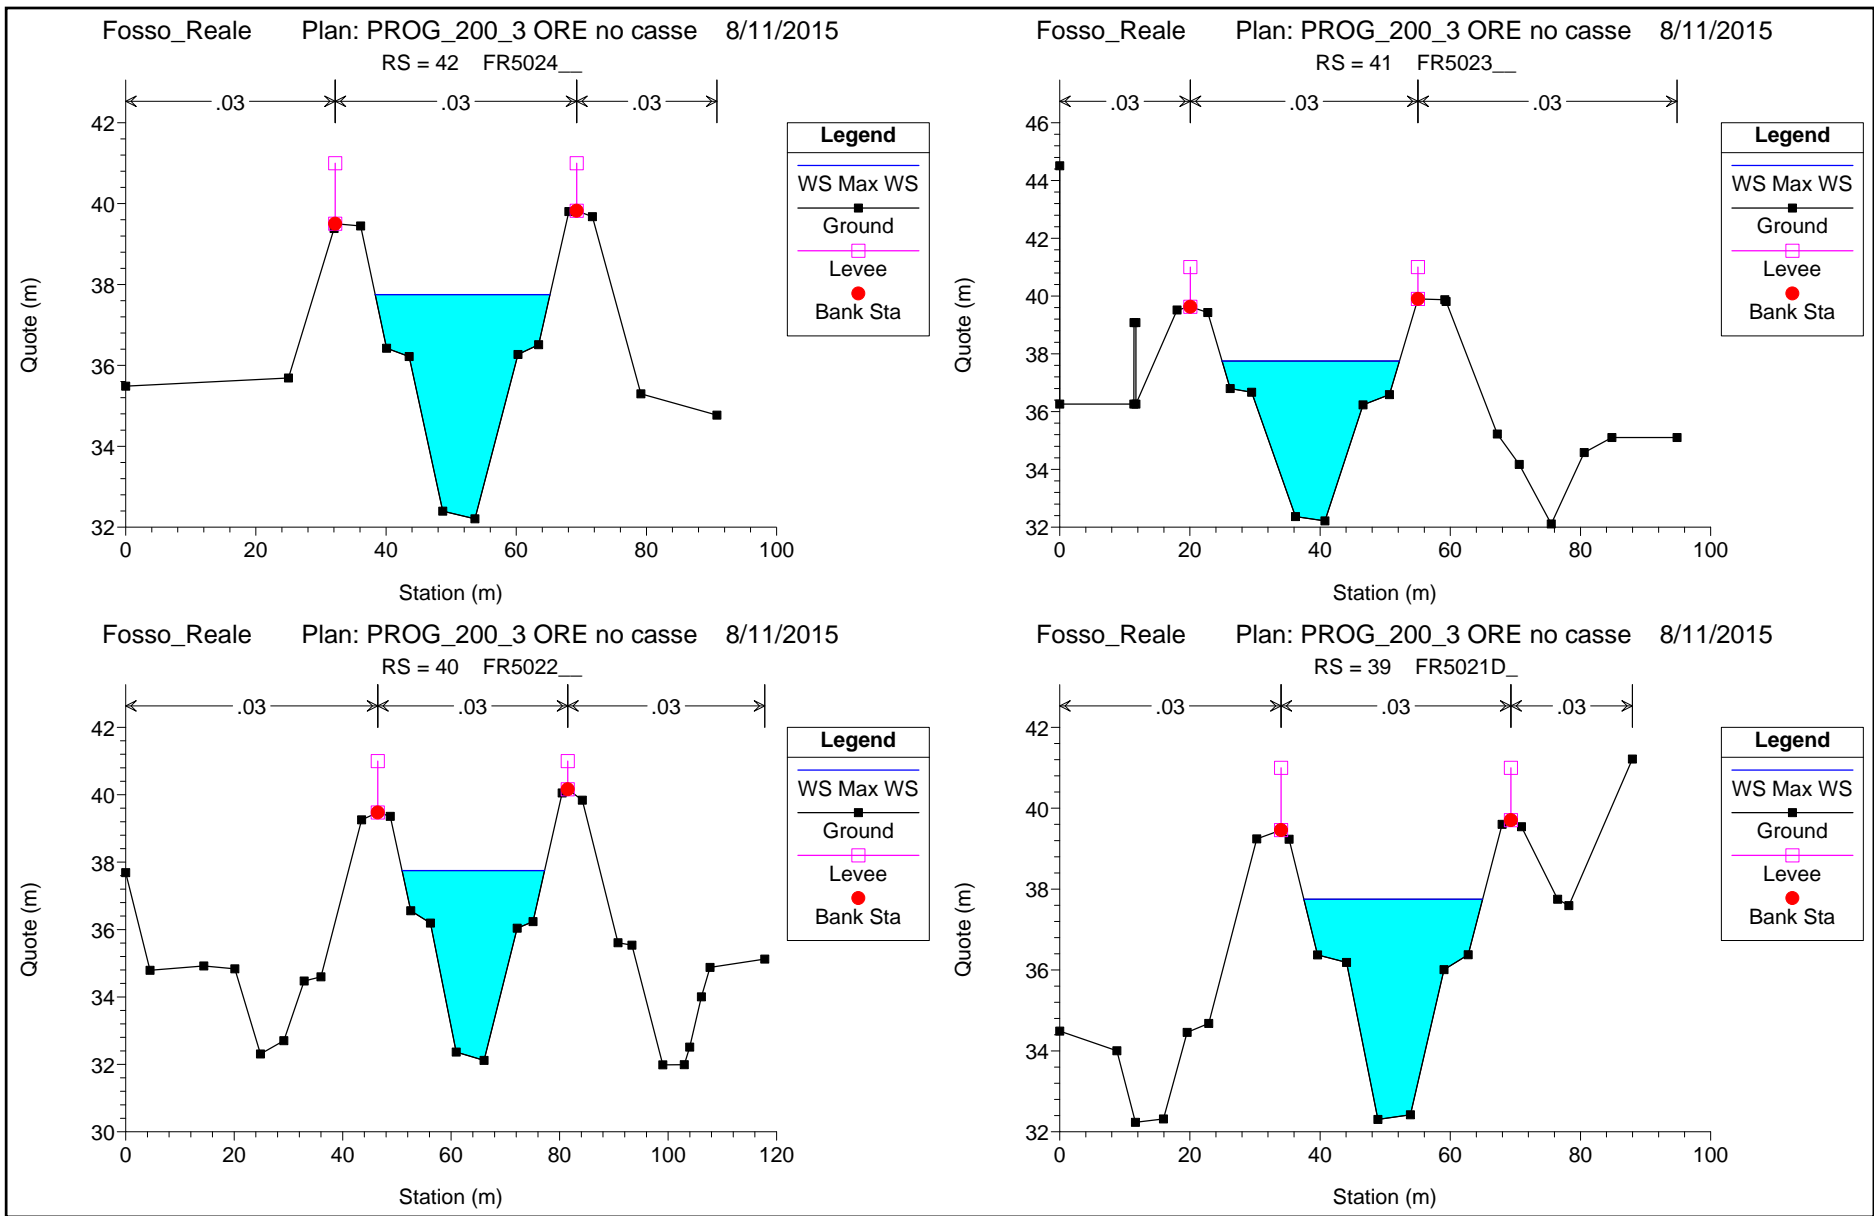 Fosso_Reale Plan: PROG_200_3 ORE no casse 8/11/2015
RS = 42 FR5024__
.03 .03 .03
42
40
38
36
34
32
0 20 40 60 80 100
Station (m)
Quote (m)
Legend
WS Max WS
Ground
Levee
Bank Sta
Fosso_Reale Plan: PROG_200_3 ORE no casse 8/11/2015
RS = 41 FR5023__
.03 .03 .03
46
44
42
40
38
36
34
32
0 20 40 60 80 100
Station (m)
Quote (m)
Legend
WS Max WS
Ground
Levee
Bank Sta
Fosso_Reale Plan: PROG_200_3 ORE no casse 8/11/2015
RS = 40 FR5022__
.03 .03 .03
42
40
38
36
34
32
30
0 20 40 60 80 100 120
Station (m)
Quote (m)
Legend
WS Max WS
Ground
Levee
Bank Sta
Fosso_Reale Plan: PROG_200_3 ORE no casse 8/11/2015
RS = 39 FR5021D_
.03 .03 .03
42
40
38
36
34
32
0 20 40 60 80 100
Station (m)
Quote (m)
Legend
WS Max WS
Ground
Levee
Bank Sta